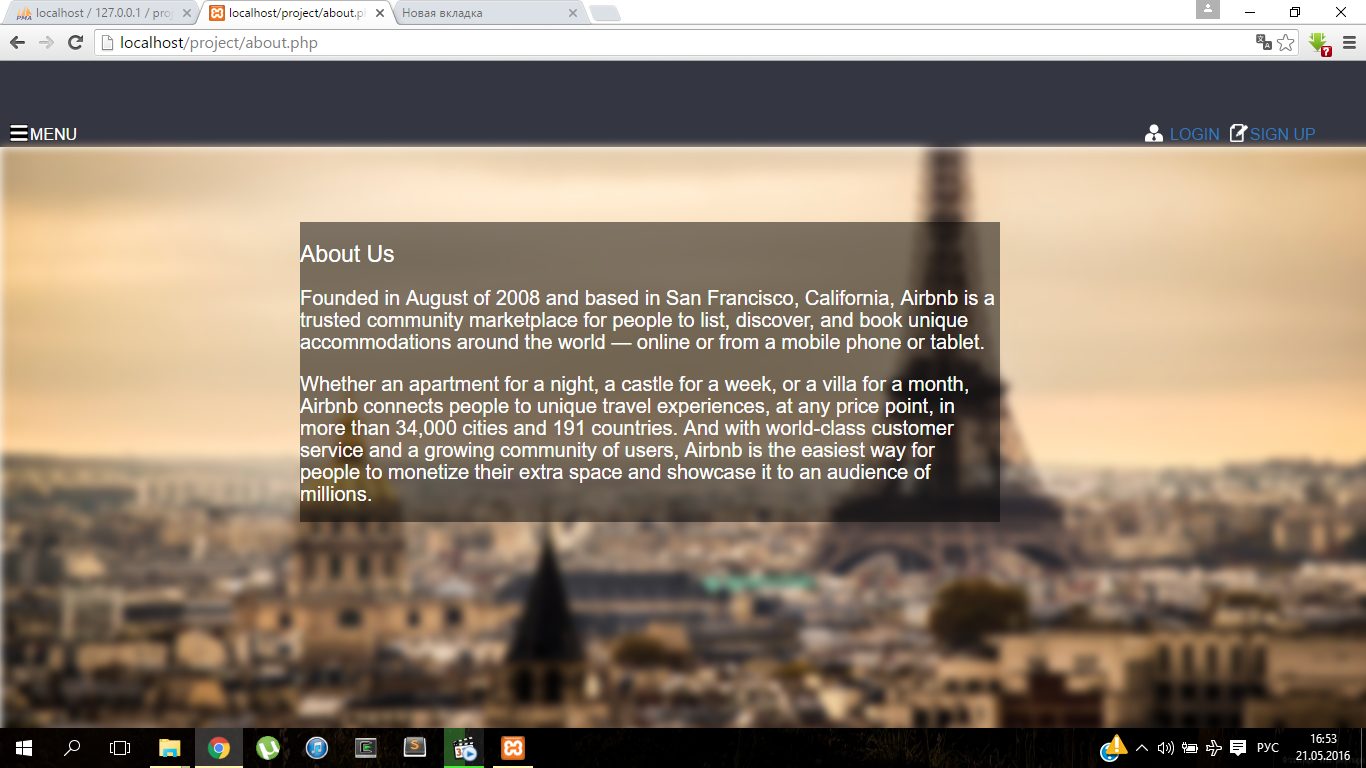 localhost / 127.0.0.1 / pro
localhost/project/about.p
Новая вкладка
localhost/project/about.php
MENU
LOGIN
SIGN UP
About Us
Founded in August of 2008 and based in San Francisco, California, Airbnb is a
trusted community marketplace for people to list, discover, and book unique
accommodations around the world — online or from a mobile phone or tablet.
Whether an apartment for a night, a castle for a week, or a villa for a month,
Airbnb connects people to unique travel experiences, at any price point, in
more than 34,000 cities and 191 countries. And with world-class customer
service and a growing community of users, Airbnb is the easiest way for
people to monetize their extra space and showcase it to an audience of
millions.
РУС
16:53
21.05.2016